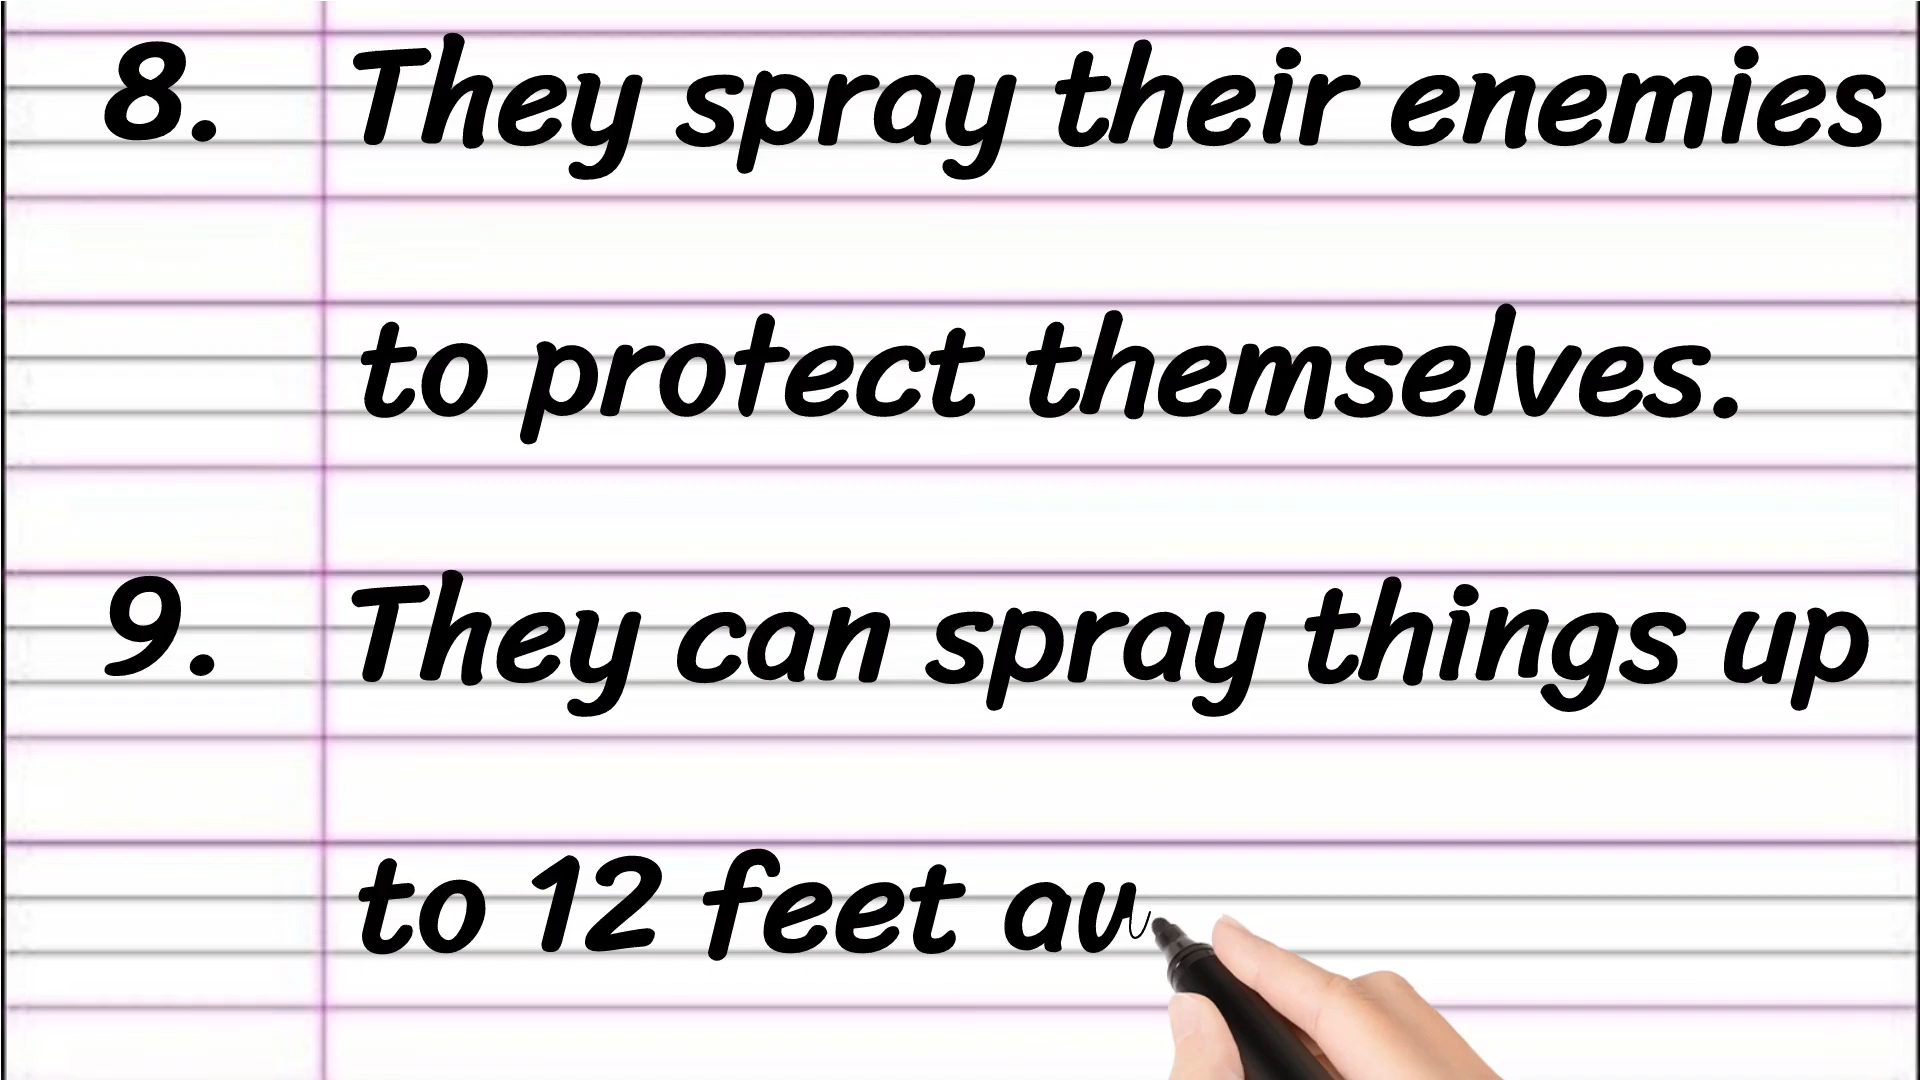 8. They spray their enemies
to protect themselves.
9. They can spray things up
to 12 feet